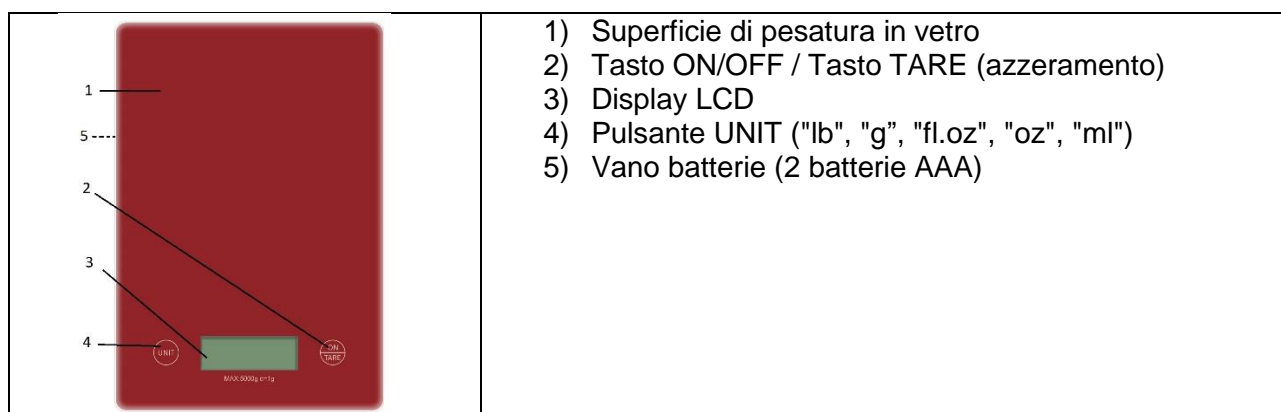 1
5
2
3
4
UNIT
ON
TARE
MAX 5000g d=1g
1) Superficie di pesatura in vetro
2) Tasto ON/OFF / Tasto TARE (azzeramento)
3) Display LCD
4) Pulsante UNIT ("lb", "g”, "fl.oz", "oz", "ml")
5) Vano batterie (2 batterie AAA)